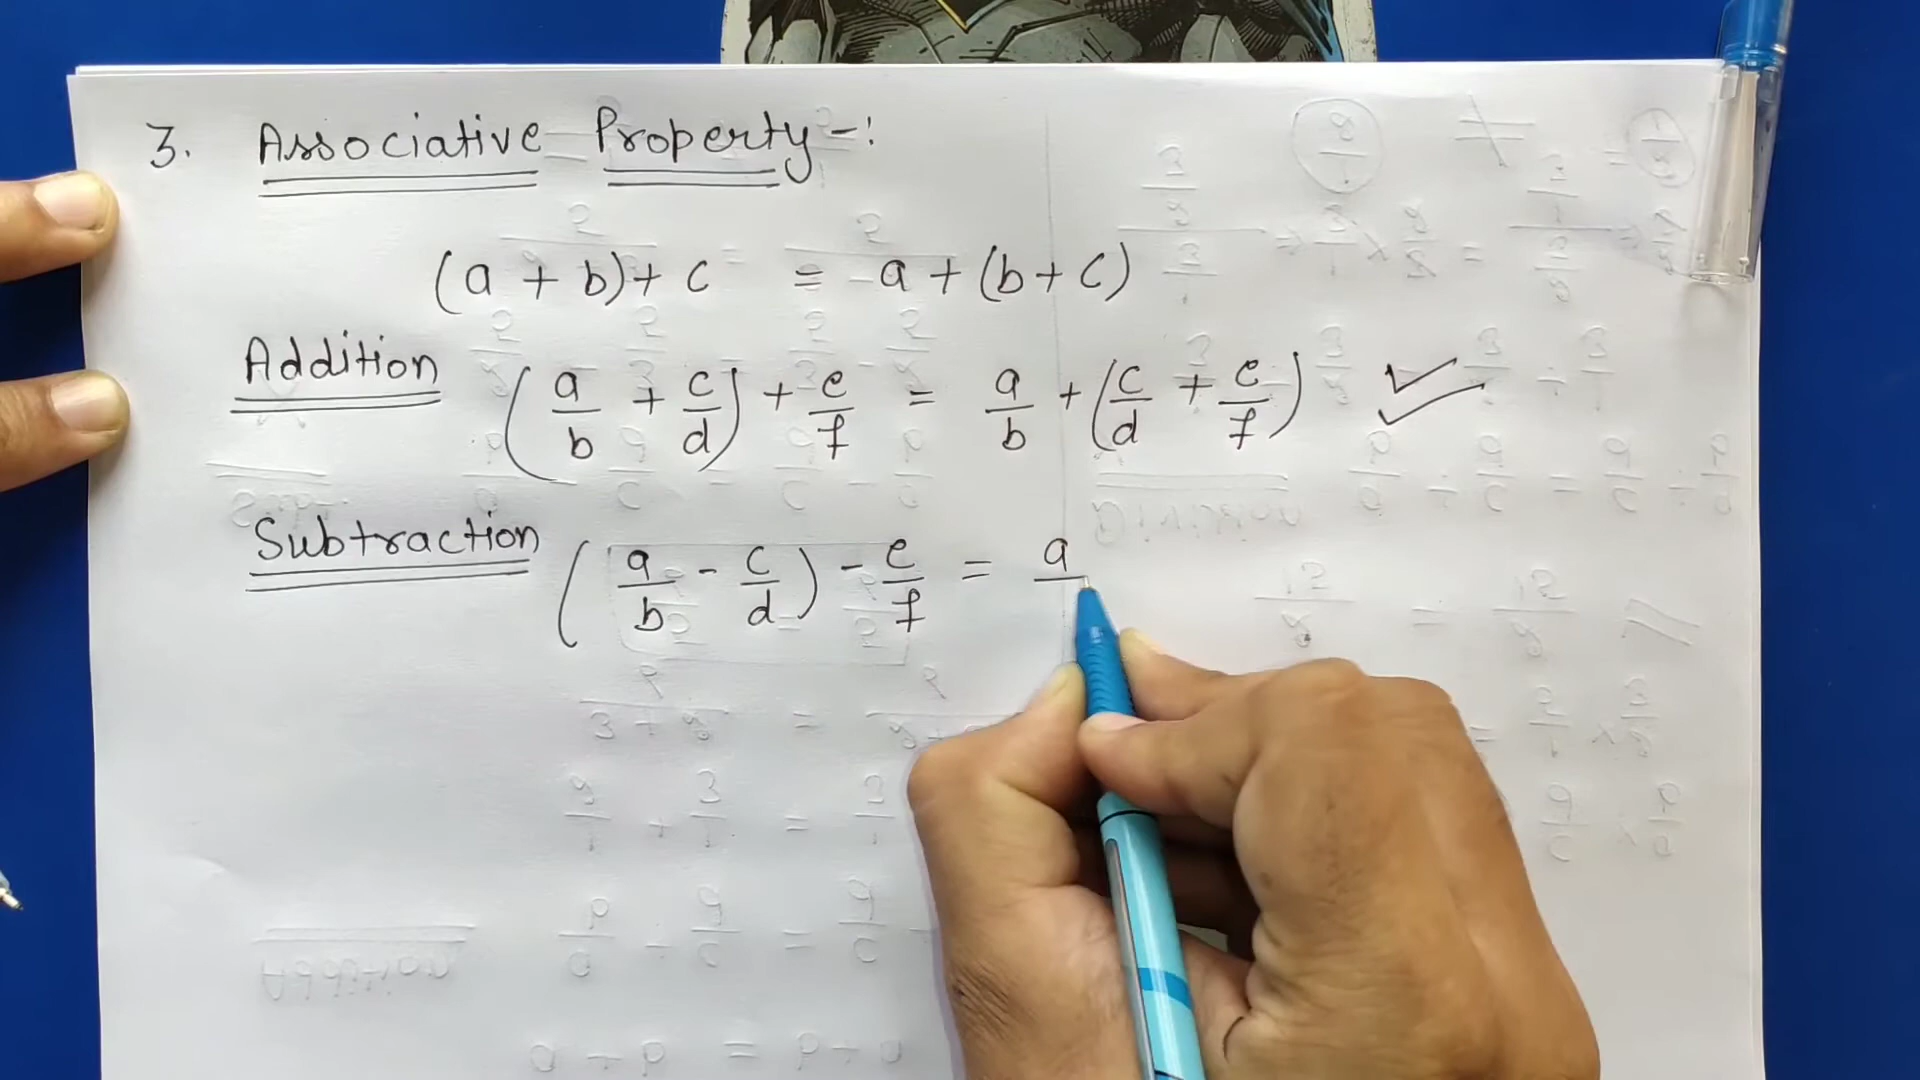 3. Associative Property -:
(a + b) + c = a + (b + c)
Addition (a/b + c/d) + e/f = a/b + (c/d + e/f) ✓
Subtraction (a/b - c/d) - e/f = a